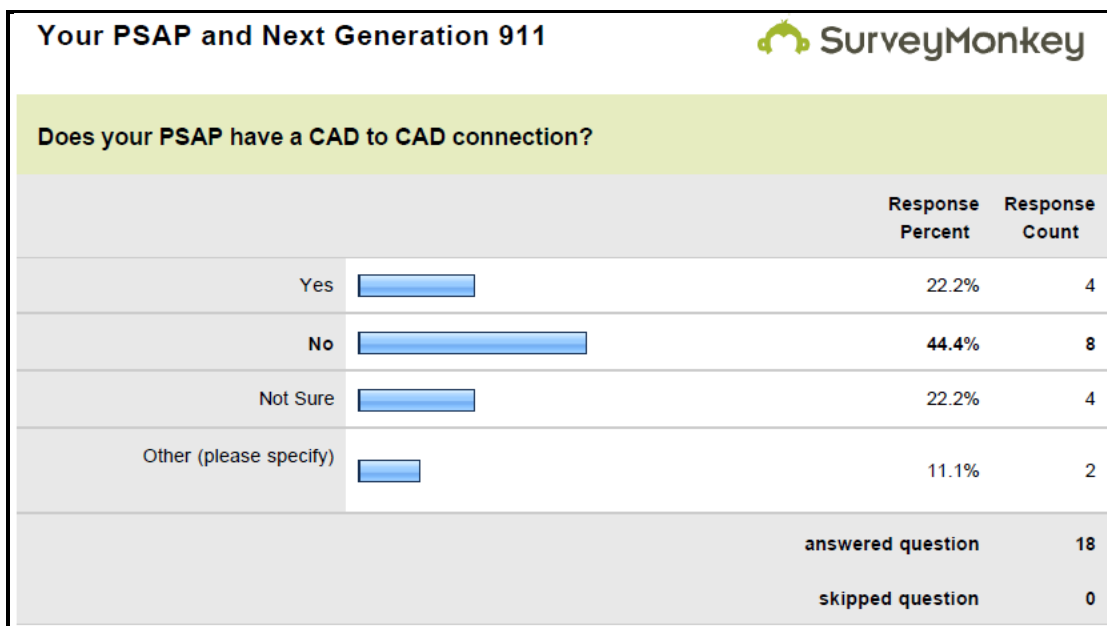 Your PSAP and Next Generation 911
SurveyMonkey
Does your PSAP have a CAD to CAD connection?
Response Response
Percent Count
Yes 22.2% 4
No 44.4% 8
Not Sure 22.2% 4
Other (please specify) 11.1% 2
answered question 18
skipped question 0